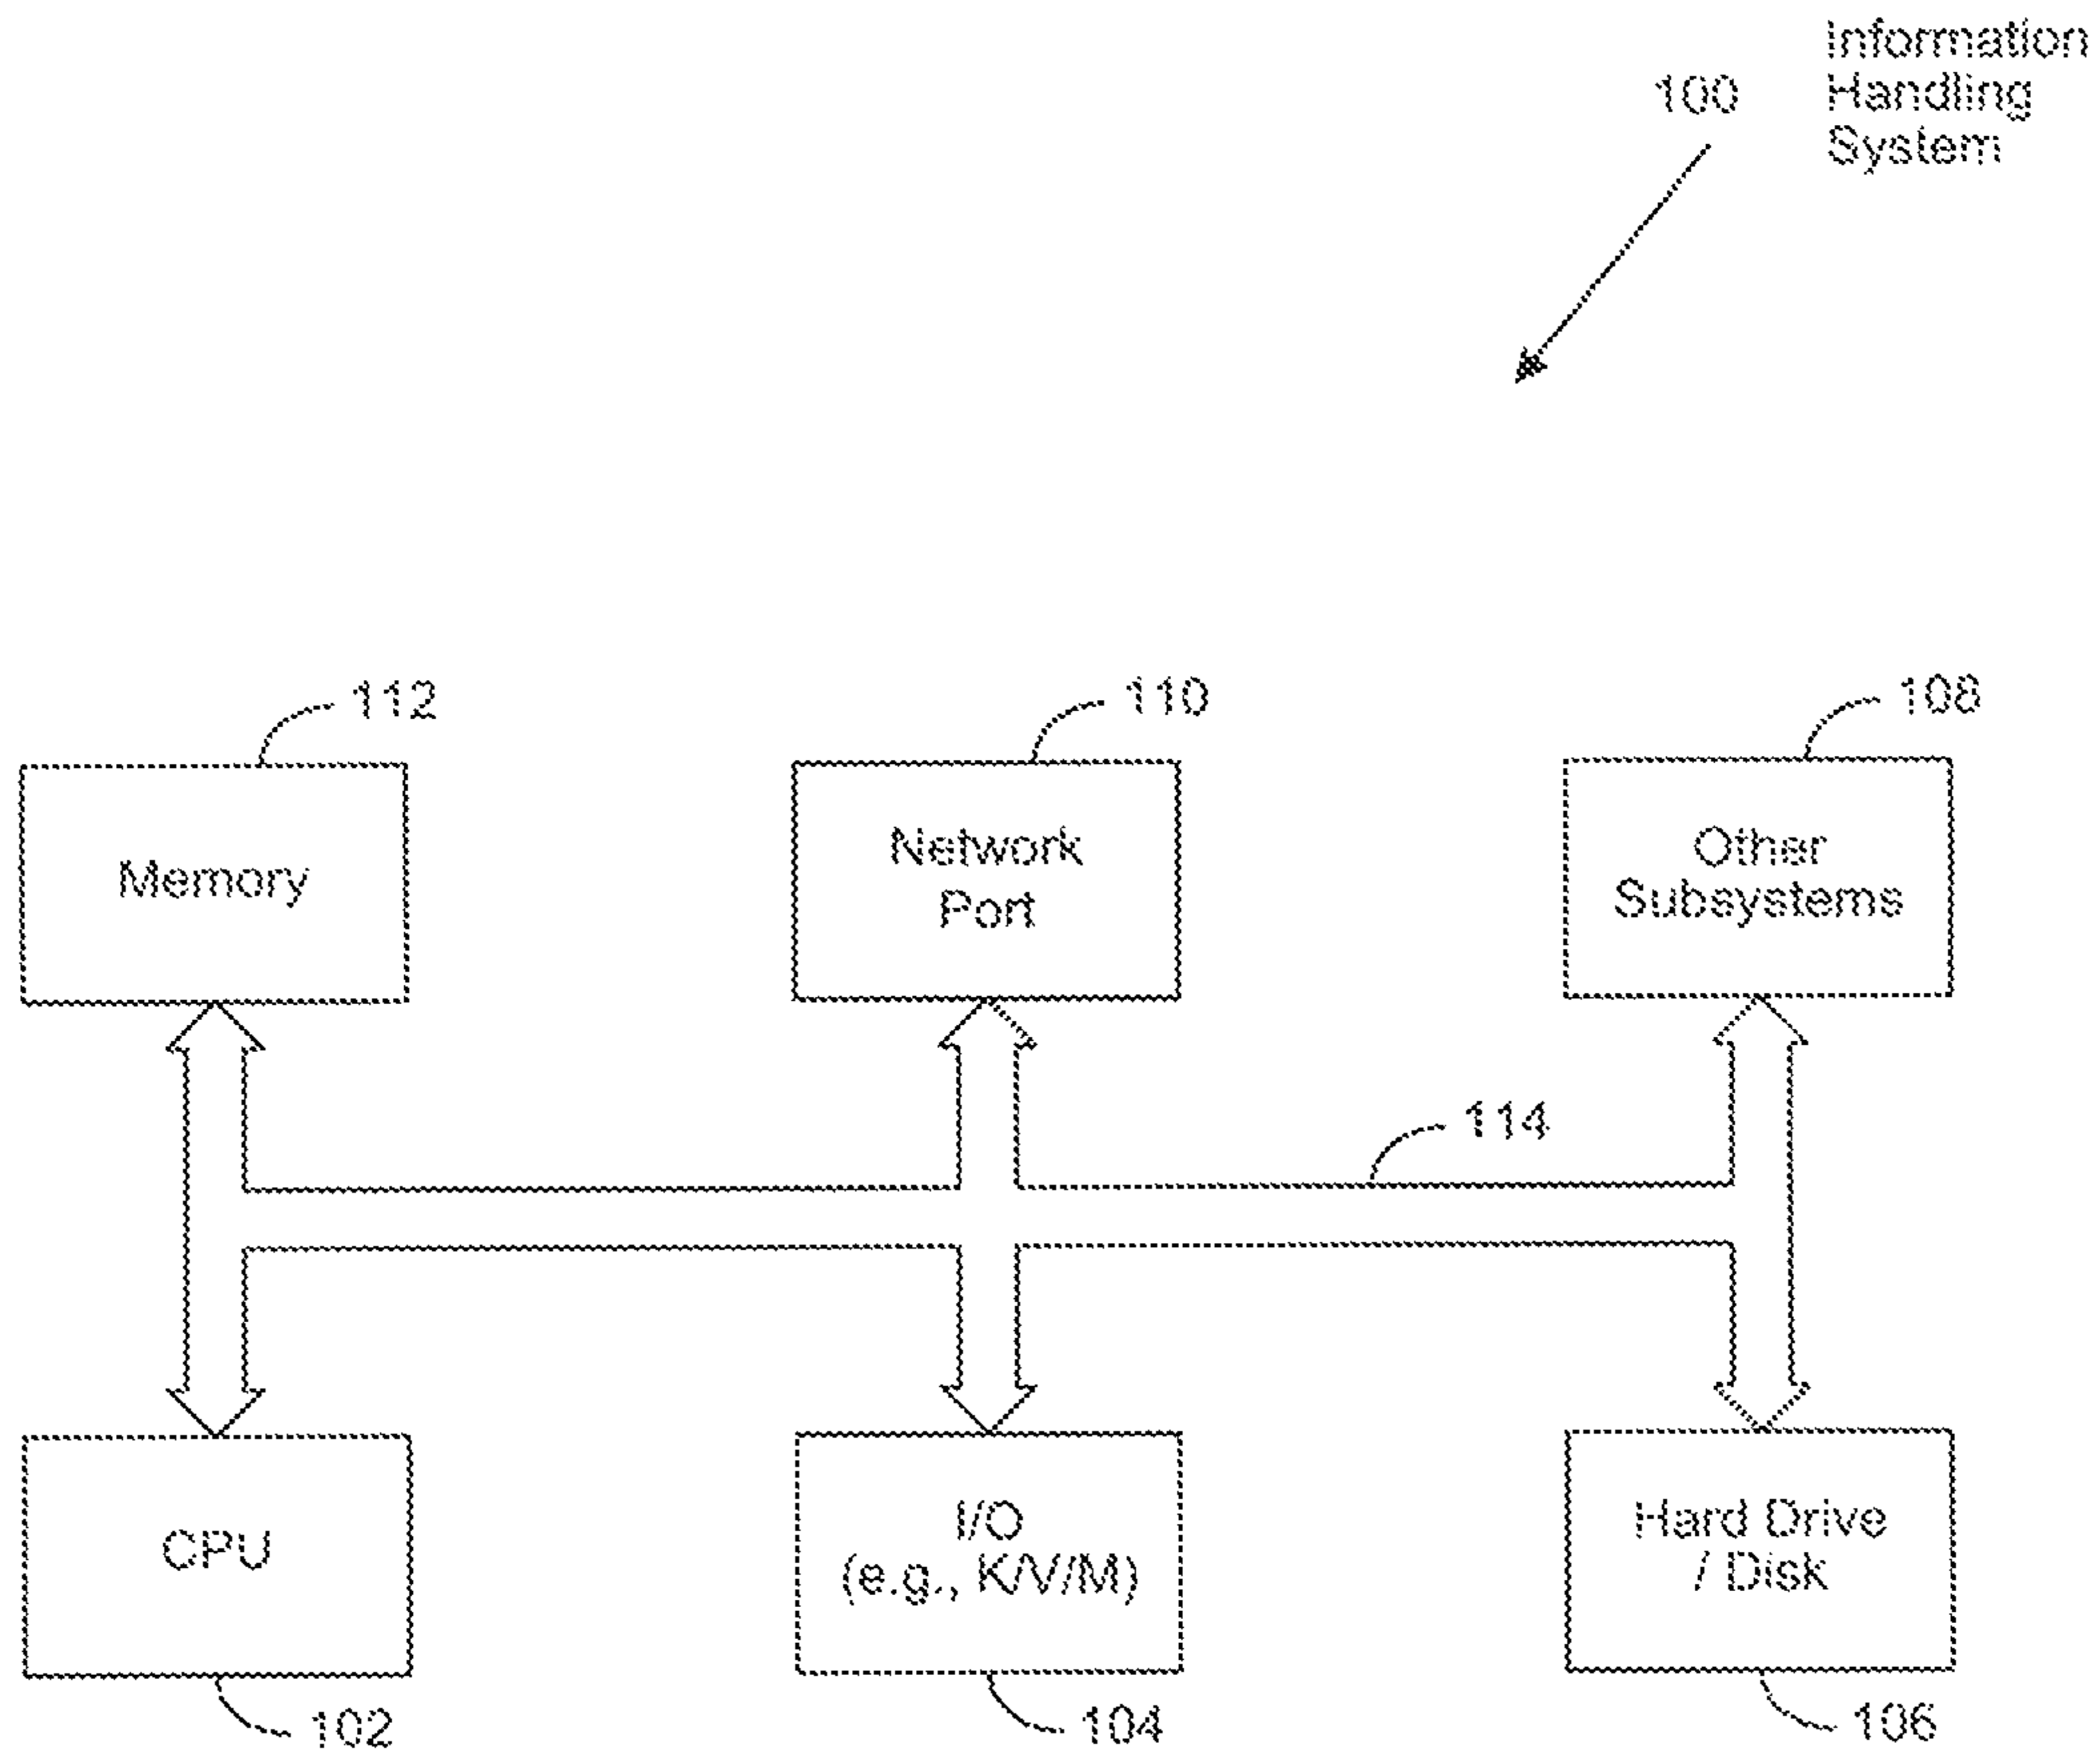 Information
100 Handling
System
112
110
108
Memory
Network
Port
Other
Subsystems
114
CPU
I/O
(e.g., K/V/M)
Hard Drive
/ Disk
102
104
106